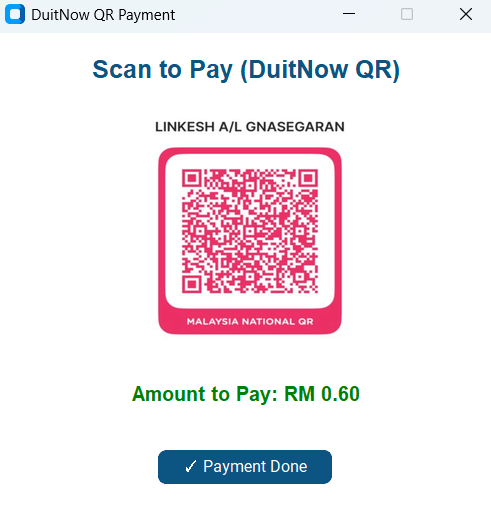 DuitNow QR Payment
Scan to Pay (DuitNow QR)
LINKESH A/L GNASEGARAN
MALAYSIA NATIONAL QR
Amount to Pay: RM 0.60
✓ Payment Done